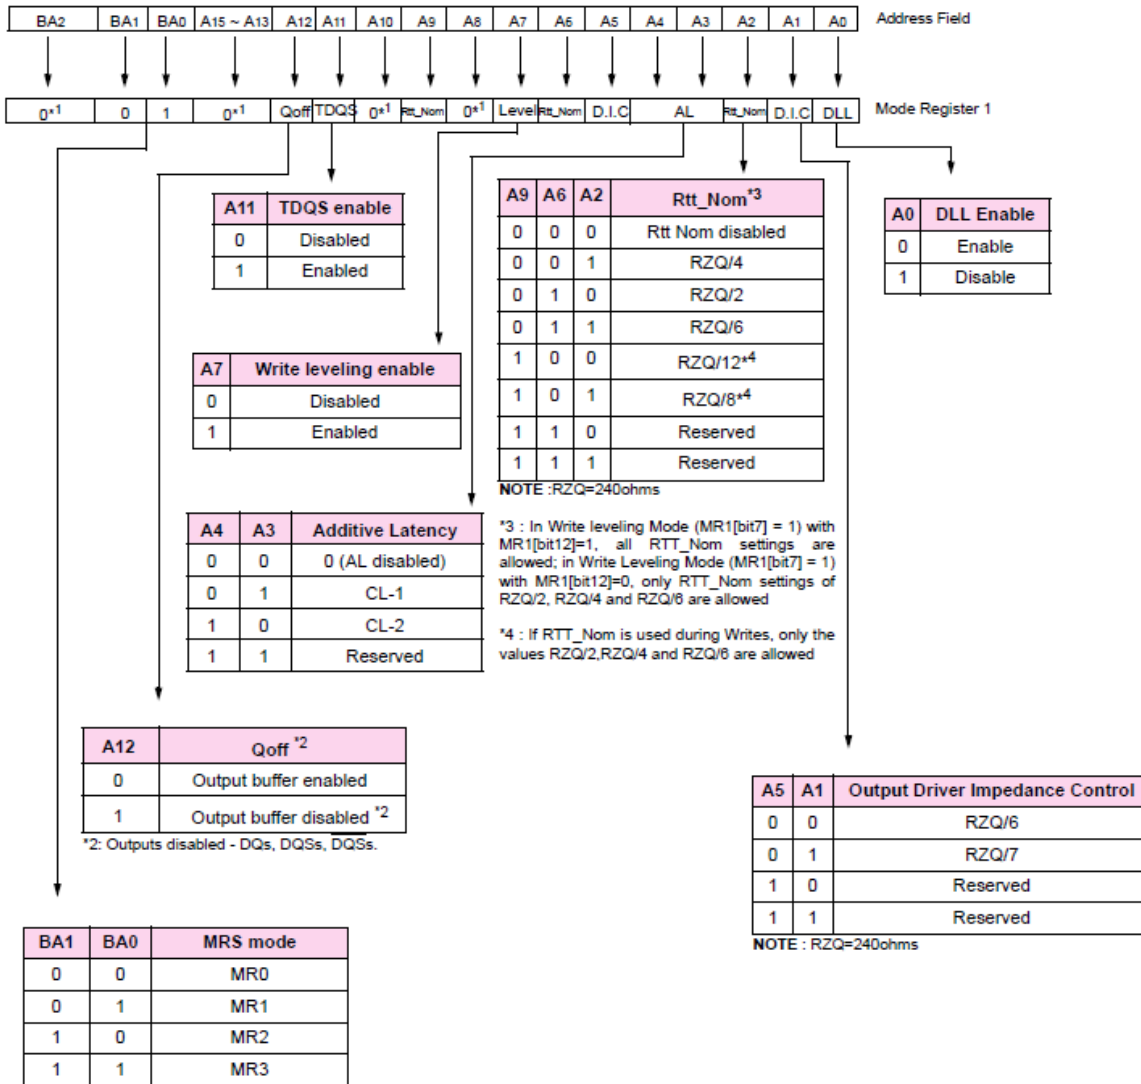 BA2 BA1 BA0 A15 ~ A13 A12 A11 A10 A9 A8 A7 A6 A5 A4 A3 A2 A1 A0 Address Field
0*1 0 1 0*1 Qoff TDQS 0*1 Rtt_Nom 0*1 Level Rtt_Nom D.I.C AL Rtt_Nom D.I.C DLL Mode Register 1
A11 TDQS enable
0 Disabled
1 Enabled
A9 A6 A2 Rtt_Nom*3
0 0 0 Rtt Nom disabled
0 0 1 RZQ/4
0 1 0 RZQ/2
0 1 1 RZQ/6
1 0 0 RZQ/12*4
1 0 1 RZQ/8*4
1 1 0 Reserved
1 1 1 Reserved
NOTE :RZQ=240ohms
*3 : In Write leveling Mode (MR1[bit7] = 1) with
MR1[bit12]=1, all RTT_Nom settings are
allowed; in Write Leveling Mode (MR1[bit7] = 1)
with MR1[bit12]=0, only RTT_Nom settings of
RZQ/2, RZQ/4 and RZQ/6 are allowed
*4 : If RTT_Nom is used during Writes, only the
values RZQ/2,RZQ/4 and RZQ/6 are allowed
A0 DLL Enable
0 Enable
1 Disable
A7 Write leveling enable
0 Disabled
1 Enabled
A4 A3 Additive Latency
0 0 0 (AL disabled)
0 1 CL-1
1 0 CL-2
1 1 Reserved
A12 Qoff *2
0 Output buffer enabled
1 Output buffer disabled *2
*2: Outputs disabled - DQs, DQSs, D̅Q̅S̅s̅.
A5 A1 Output Driver Impedance Control
0 0 RZQ/6
0 1 RZQ/7
1 0 Reserved
1 1 Reserved
NOTE : RZQ=240ohms
BA1 BA0 MRS mode
0 0 MR0
0 1 MR1
1 0 MR2
1 1 MR3